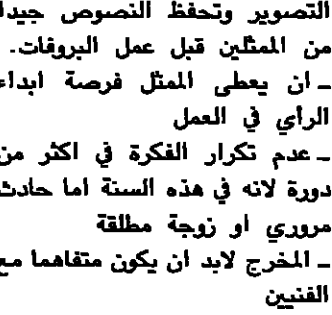 التصوير وتحفظ النصوص جيدا
من الممثلين قبل عمل البروفات.
ـ ان يعطى الممثل فرصة ابداء
الرأي في العمل
ـ عدم تكرار الفكرة في اكثر من
دورة لانه في هذه السنة اما حادث
مروري او زوجة مطلقة
ـ المخرج لابد ان يكون متفاهما مع
الفنيين